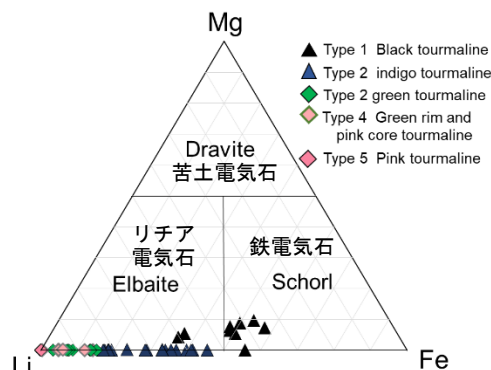 Mg
Type 1 Black tourmaline
Type 2 indigo tourmaline
Type 2 green tourmaline
Type 4 Green rim and
pink core tourmaline
Type 5 Pink tourmaline
Dravite
苦土電気石
リチア
電気石
Elbaite
鉄電気石
Schorl
Li
Fe